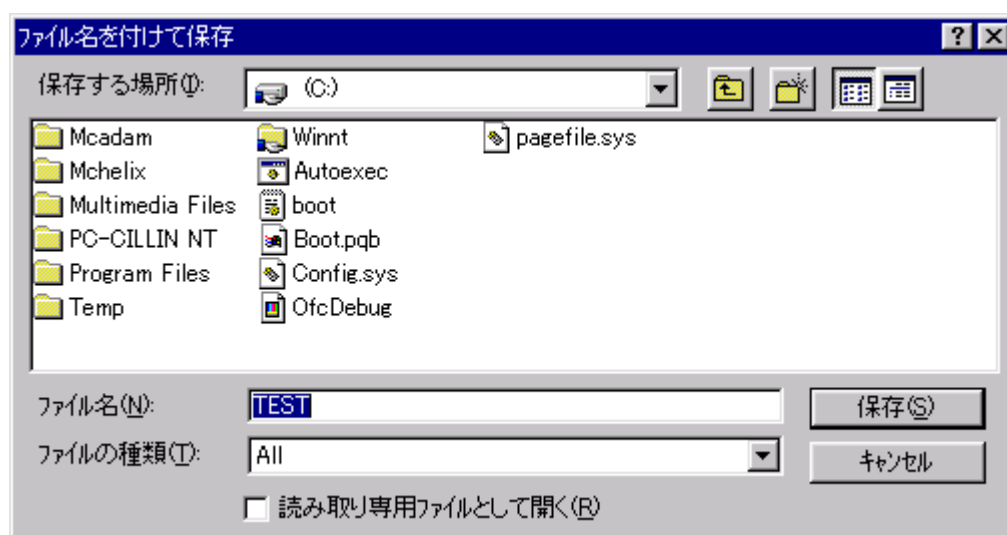 ファイル名を付けて保存
保存する場所(I): (C:)
Mcadam Winnt pagefile.sys
Mchelix Autoexec
Multimedia Files boot
PC-CILLIN NT Boot.pqb
Program Files Config.sys
Temp OfcDebug
ファイル名(N): TEST 保存(S)
ファイルの種類(T): All キャンセル
読み取り専用ファイルとして開く(R)